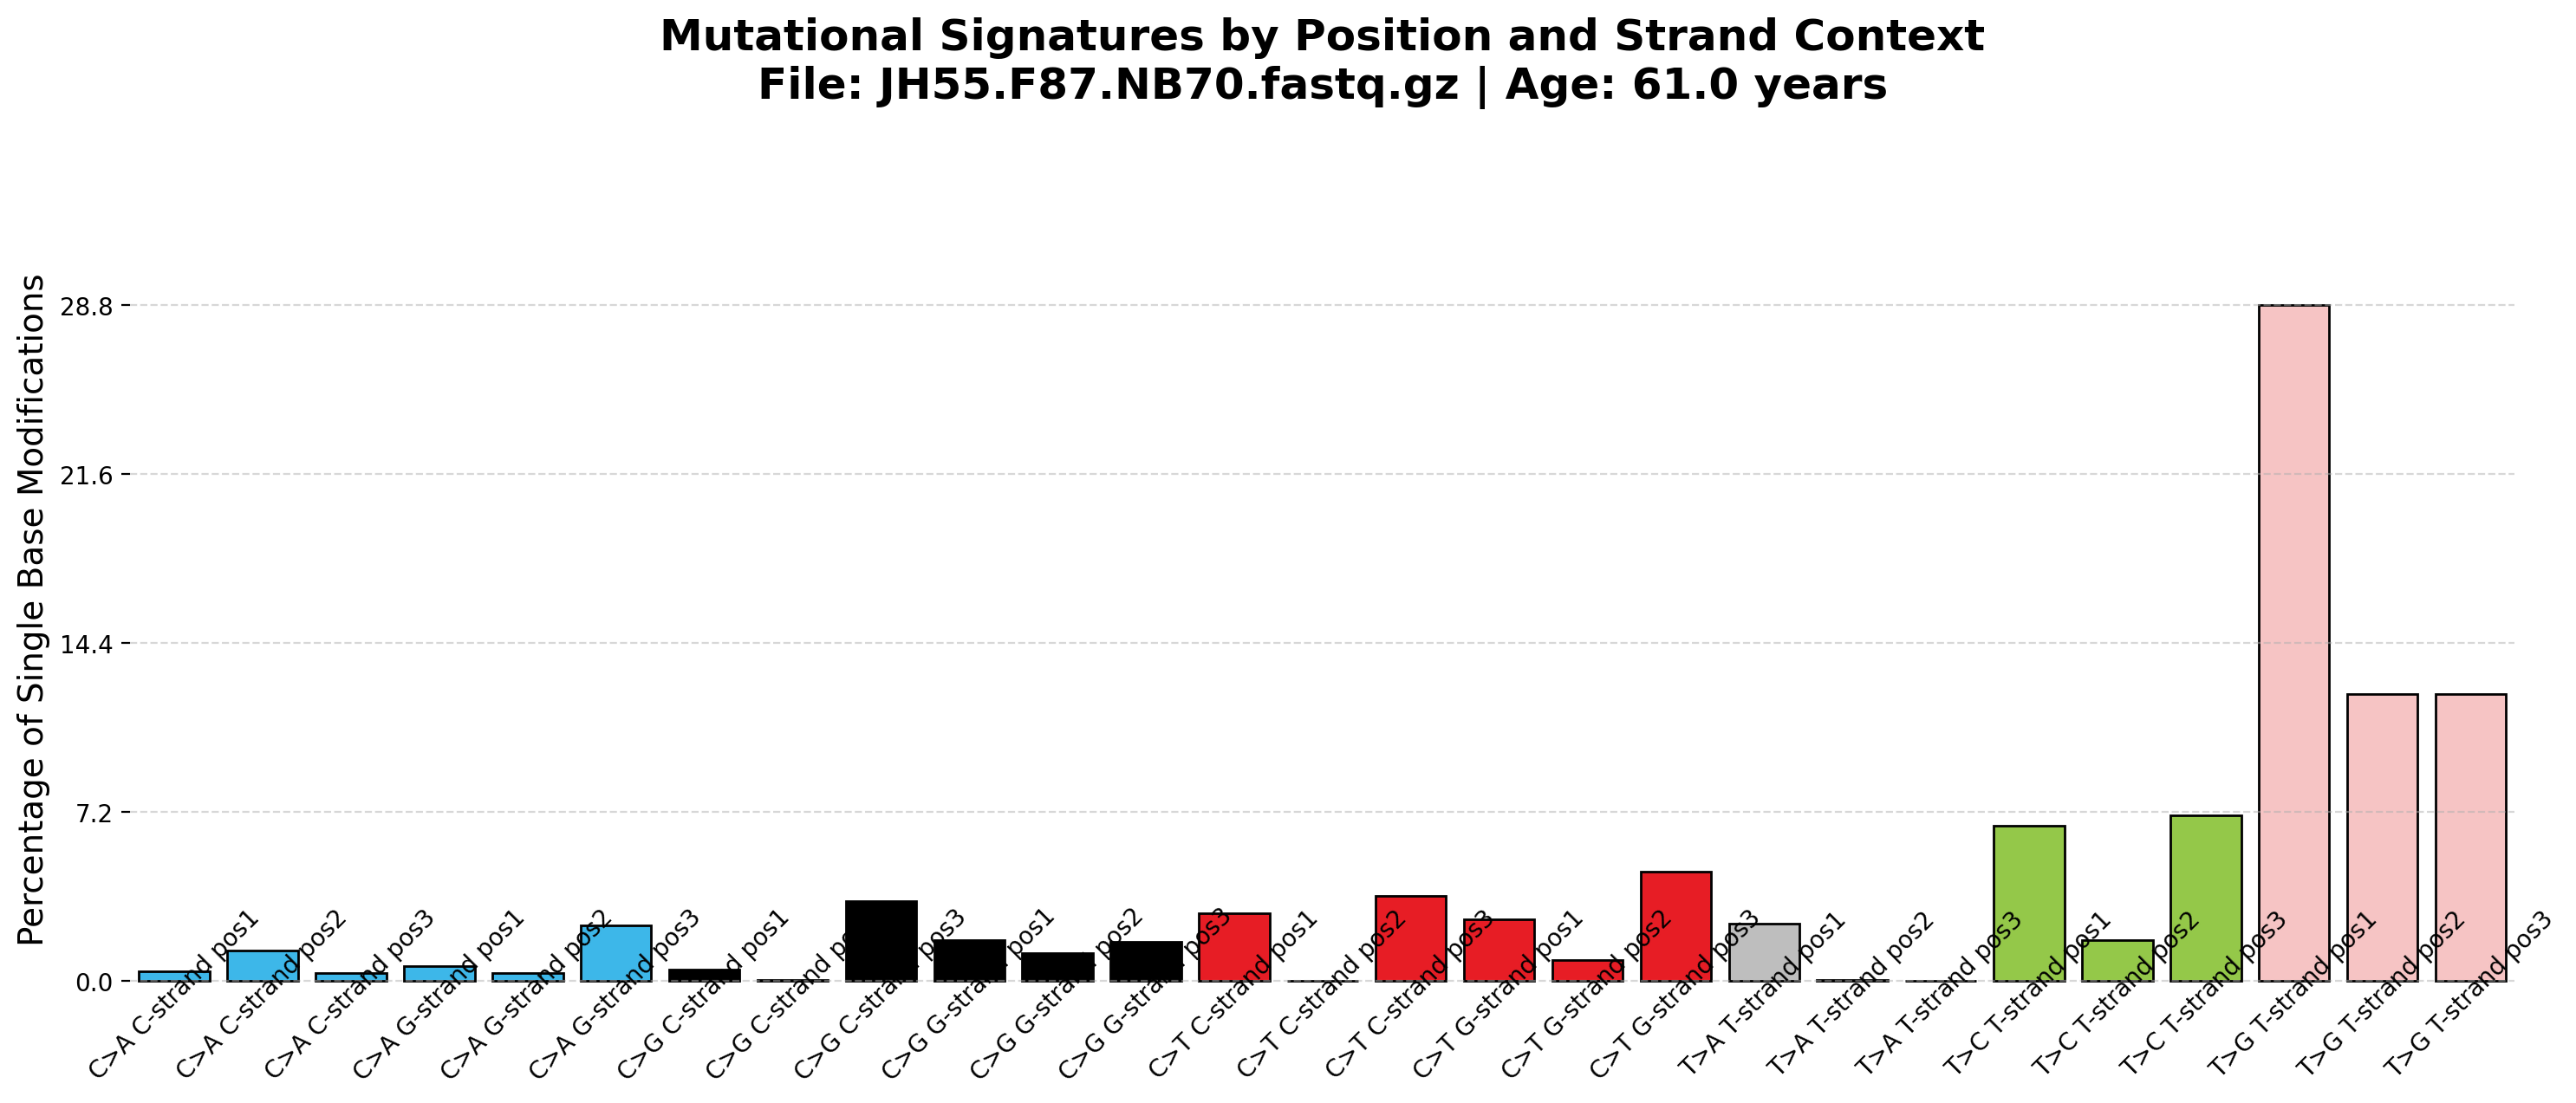 Mutational Signatures by Position and Strand Context
File: JH55.F87.NB70.fastq.gz | Age: 61.0 years
Percentage of Single Base Modifications
28.8
21.6
14.4
7.2
0.0
C>A C-strand pos1
C>A C-strand pos2
C>A C-strand pos3
C>A G-strand pos1
C>A G-strand pos2
C>A G-strand pos3
C>G C-strand pos1
C>G C-strand pos2
C>G C-strand pos3
C>G G-strand pos1
C>G G-strand pos2
C>G G-strand pos3
C>T C-strand pos1
C>T C-strand pos2
C>T C-strand pos3
C>T G-strand pos1
C>T G-strand pos2
C>T G-strand pos3
T>A T-strand pos1
T>A T-strand pos2
T>A T-strand pos3
T>C T-strand pos1
T>C T-strand pos2
T>C T-strand pos3
T>G T-strand pos1
T>G T-strand pos2
T>G T-strand pos3